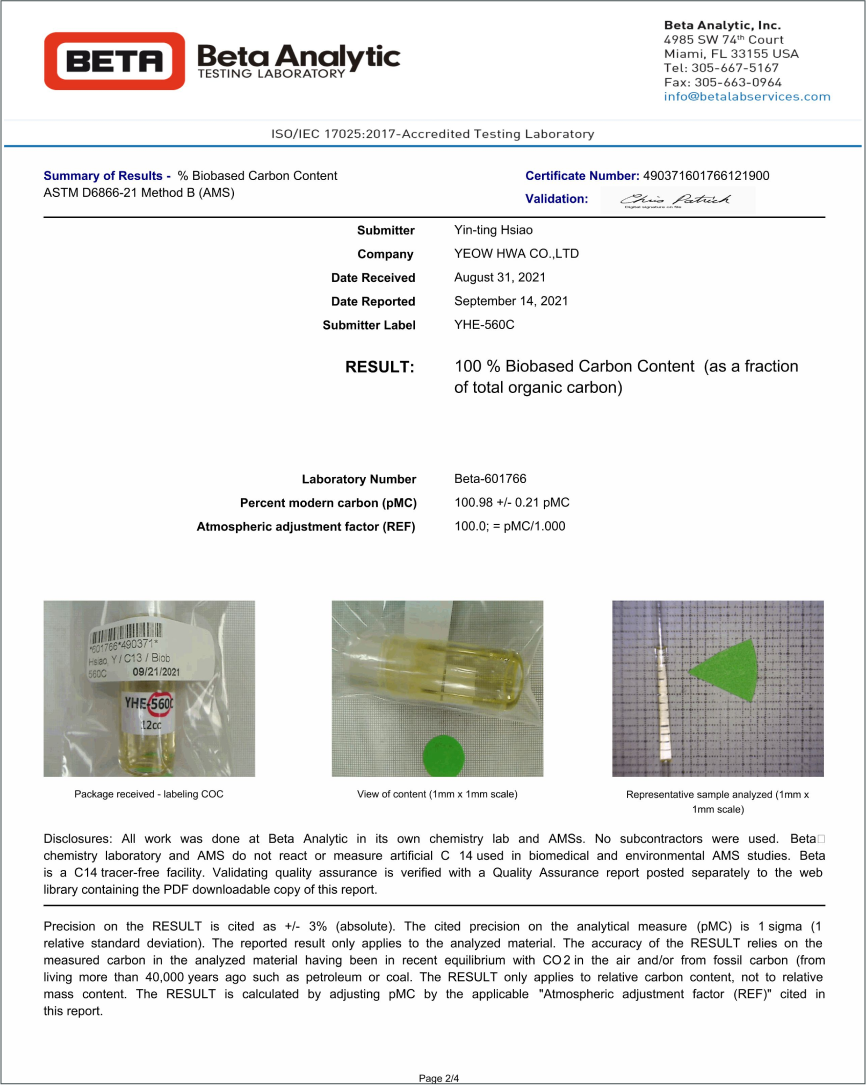 BETA
Beta Analytic
TESTING LABORATORY
Beta Analytic, Inc.
4985 SW 74th Court
Miami, FL 33155 USA
Tel: 305-667-5167
Fax: 305-663-0964
info@betalabservices.com
ISO/IEC 17025:2017-Accredited Testing Laboratory
Summary of Results - % Biobased Carbon Content
ASTM D6866-21 Method B (AMS)
Certificate Number: 490371601766121900
Validation: Chris Patrick
Digital signature on file
Submitter Yin-ting Hsiao
Company YEOW HWA CO.,LTD
Date Received August 31, 2021
Date Reported September 14, 2021
Submitter Label YHE-560C
RESULT: 100 % Biobased Carbon Content (as a fraction
of total organic carbon)
Laboratory Number Beta-601766
Percent modern carbon (pMC) 100.98 +/- 0.21 pMC
Atmospheric adjustment factor (REF) 100.0; = pMC/1.000
*601766*490371*
Hsiao, Y / C13 / Biob
560C 09/21/2021
YHE-560C
12cc
Package received - labeling COC
View of content (1mm x 1mm scale)
Representative sample analyzed (1mm x
1mm scale)
Disclosures: All work was done at Beta Analytic in its own chemistry lab and AMSs. No subcontractors were used. Beta□
chemistry laboratory and AMS do not react or measure artificial C 14 used in biomedical and environmental AMS studies. Beta
is a C14 tracer-free facility. Validating quality assurance is verified with a Quality Assurance report posted separately to the web
library containing the PDF downloadable copy of this report.
Precision on the RESULT is cited as +/- 3% (absolute). The cited precision on the analytical measure (pMC) is 1 sigma (1
relative standard deviation). The reported result only applies to the analyzed material. The accuracy of the RESULT relies on the
measured carbon in the analyzed material having been in recent equilibrium with CO2 in the air and/or from fossil carbon (from
living more than 40,000 years ago such as petroleum or coal. The RESULT only applies to relative carbon content, not to relative
mass content. The RESULT is calculated by adjusting pMC by the applicable "Atmospheric adjustment factor (REF)" cited in
this report.
Page 2/4